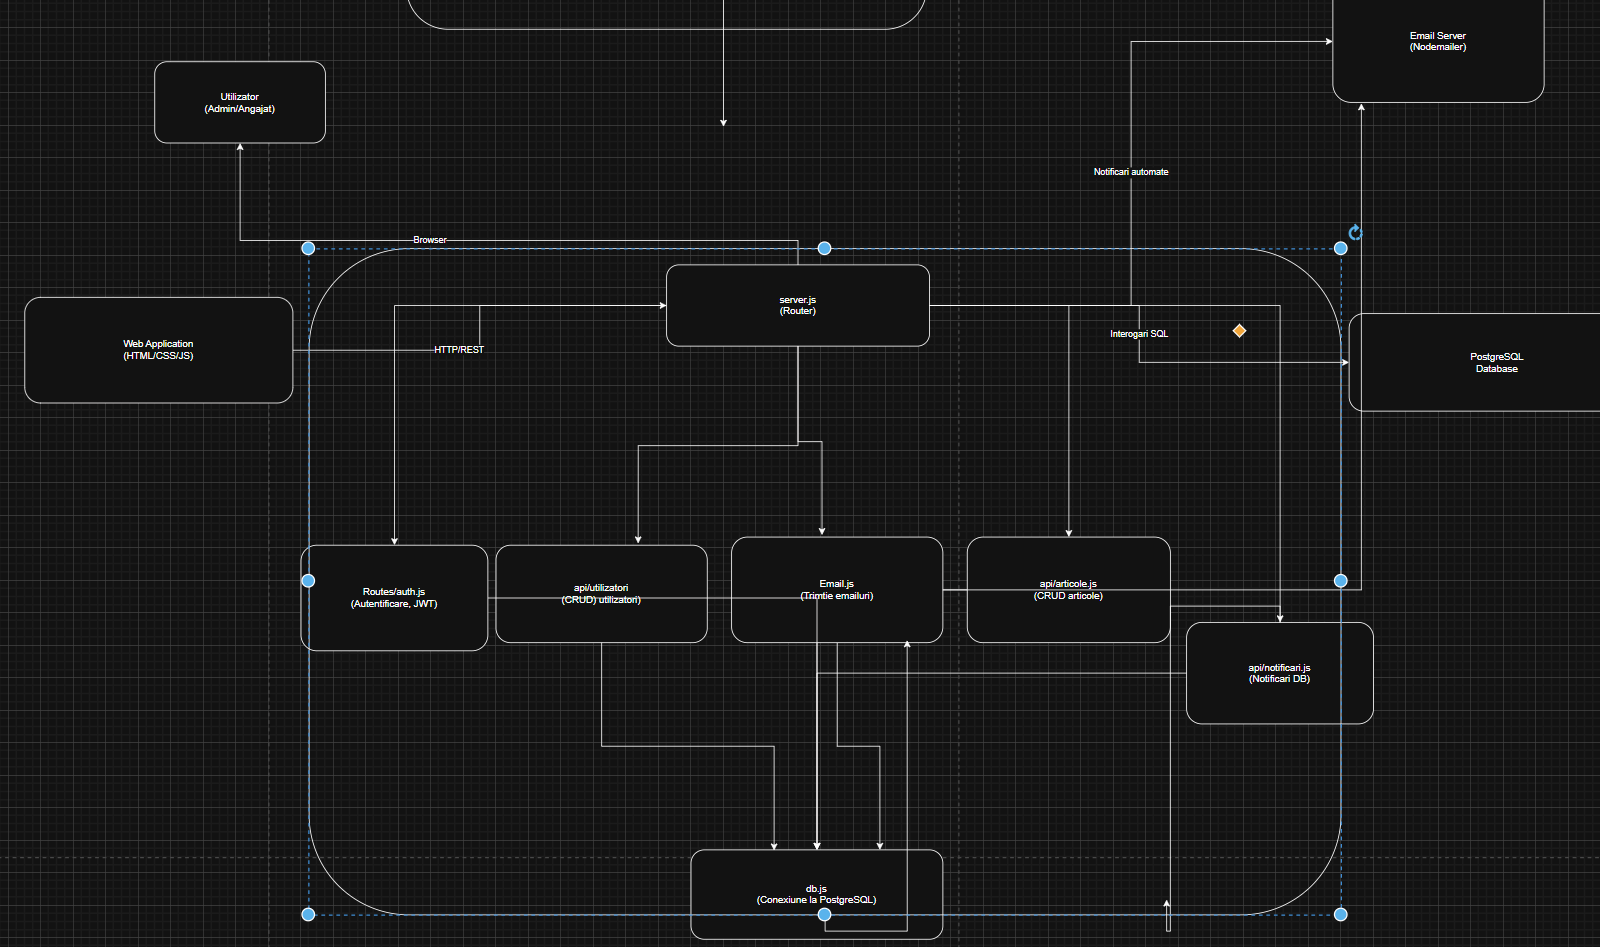 Email Server
(Nodemailer)
Utilizator
(Admin/Angajat)
Notificari automate
Browser
server.js
(Router)
Web Application
(HTML/CSS/JS)
HTTP/REST
Interogari SQL
PostgreSQL
Database
Routes/auth.js
(Autentificare, JWT)
api/utilizatori
(CRUD) utilizatori)
Email.js
(Trimtie emailuri)
api/articole.js
(CRUD articole)
api/notificari.js
(Notificari DB)
db.js
(Conexiune la PostgreSQL)